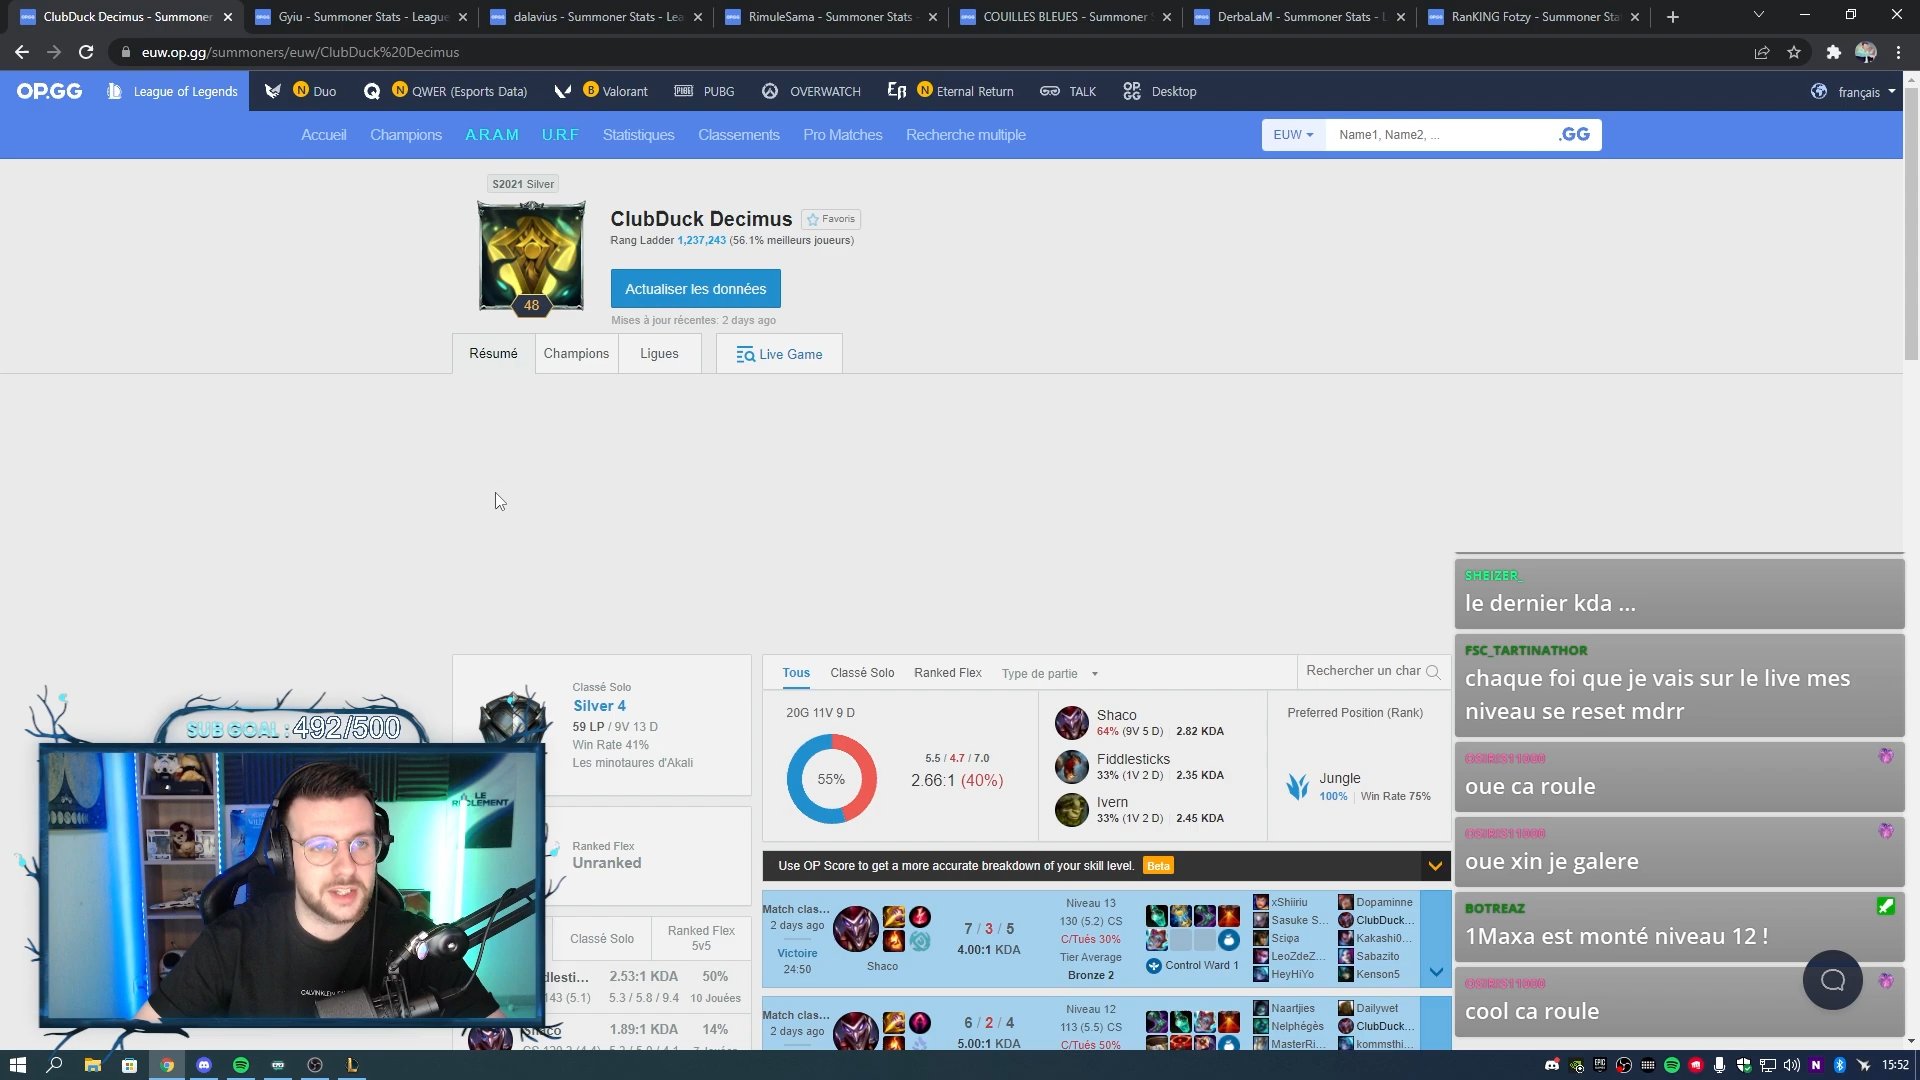 ClubDuck Decimus - Summoner
Gyiu - Summoner Stats - League
dalavius - Summoner Stats - Lea
RimuleSama - Summoner Stats -
COUILLES BLEUES - Summoner S
DerbaLaM - Summoner Stats - L
RanKING Fotzy - Summoner Sta
euw.op.gg/summoners/euw/ClubDuck%20Decimus
OP.GG
League of Legends
N Duo
N QWER (Esports Data)
B Valorant
PUBG
OVERWATCH
N Eternal Return
TALK
Desktop
français
Accueil
Champions
A.R.A.M
U.R.F
Statistiques
Classements
Pro Matches
Recherche multiple
EUW
Name1, Name2, ...
.GG
S2021 Silver
48
ClubDuck Decimus
Favoris
Rang Ladder 1,237,243 (56.1% meilleurs joueurs)
Actualiser les données
Mises à jour récentes: 2 days ago
Résumé
Champions
Ligues
Live Game
Classé Solo
Silver 4
59 LP / 9V 13 D
Win Rate 41%
Les minotaures d'Akali
Ranked Flex
Unranked
Classé Solo
Ranked Flex 5v5
dlesti...
2.53:1 KDA
50%
143 (5.1)
5.3 / 5.8 / 9.4
10 Jouées
1.89:1 KDA
14%
Tous
Classé Solo
Ranked Flex
Type de partie
Rechercher un char
20G 11V 9 D
55%
5.5 / 4.7 / 7.0
2.66:1 (40%)
Shaco
64% (9V 5 D)
2.82 KDA
Fiddlesticks
33% (1V 2 D)
2.35 KDA
Ivern
33% (1V 2 D)
2.45 KDA
Preferred Position (Rank)
Jungle
100%
Win Rate 75%
Use OP Score to get a more accurate breakdown of your skill level.
Beta
Match clas...
2 days ago
Victoire
24:50
Shaco
7 / 3 / 5
4.00:1 KDA
Niveau 13
130 (5.2) CS
C/Tués 30%
Tier Average
Bronze 2
Control Ward 1
xShiiriu
Sasuke S...
LeoZdeZ...
HeyHiYo
Dopaminne
ClubDuck...
Kakashi0...
Sabazito
Kenson5
Match clas...
2 days ago
6 / 2 / 4
5.00:1 KDA
Niveau 12
113 (5.5) CS
C/Tués 50%
Naartjies
Nelphégès
MasterRi...
Dailywet
ClubDuck...
kommsthi...
SHEIZER_
le dernier kda ...
FSC_TARTINATHOR
chaque foi que je vais sur le live mes
niveau se reset mdrr
oue ca roule
oue xin je galere
BOTREAZ
1Maxa est monté niveau 12 !
cool ca roule
SUB GOAL : 492/500
15:52